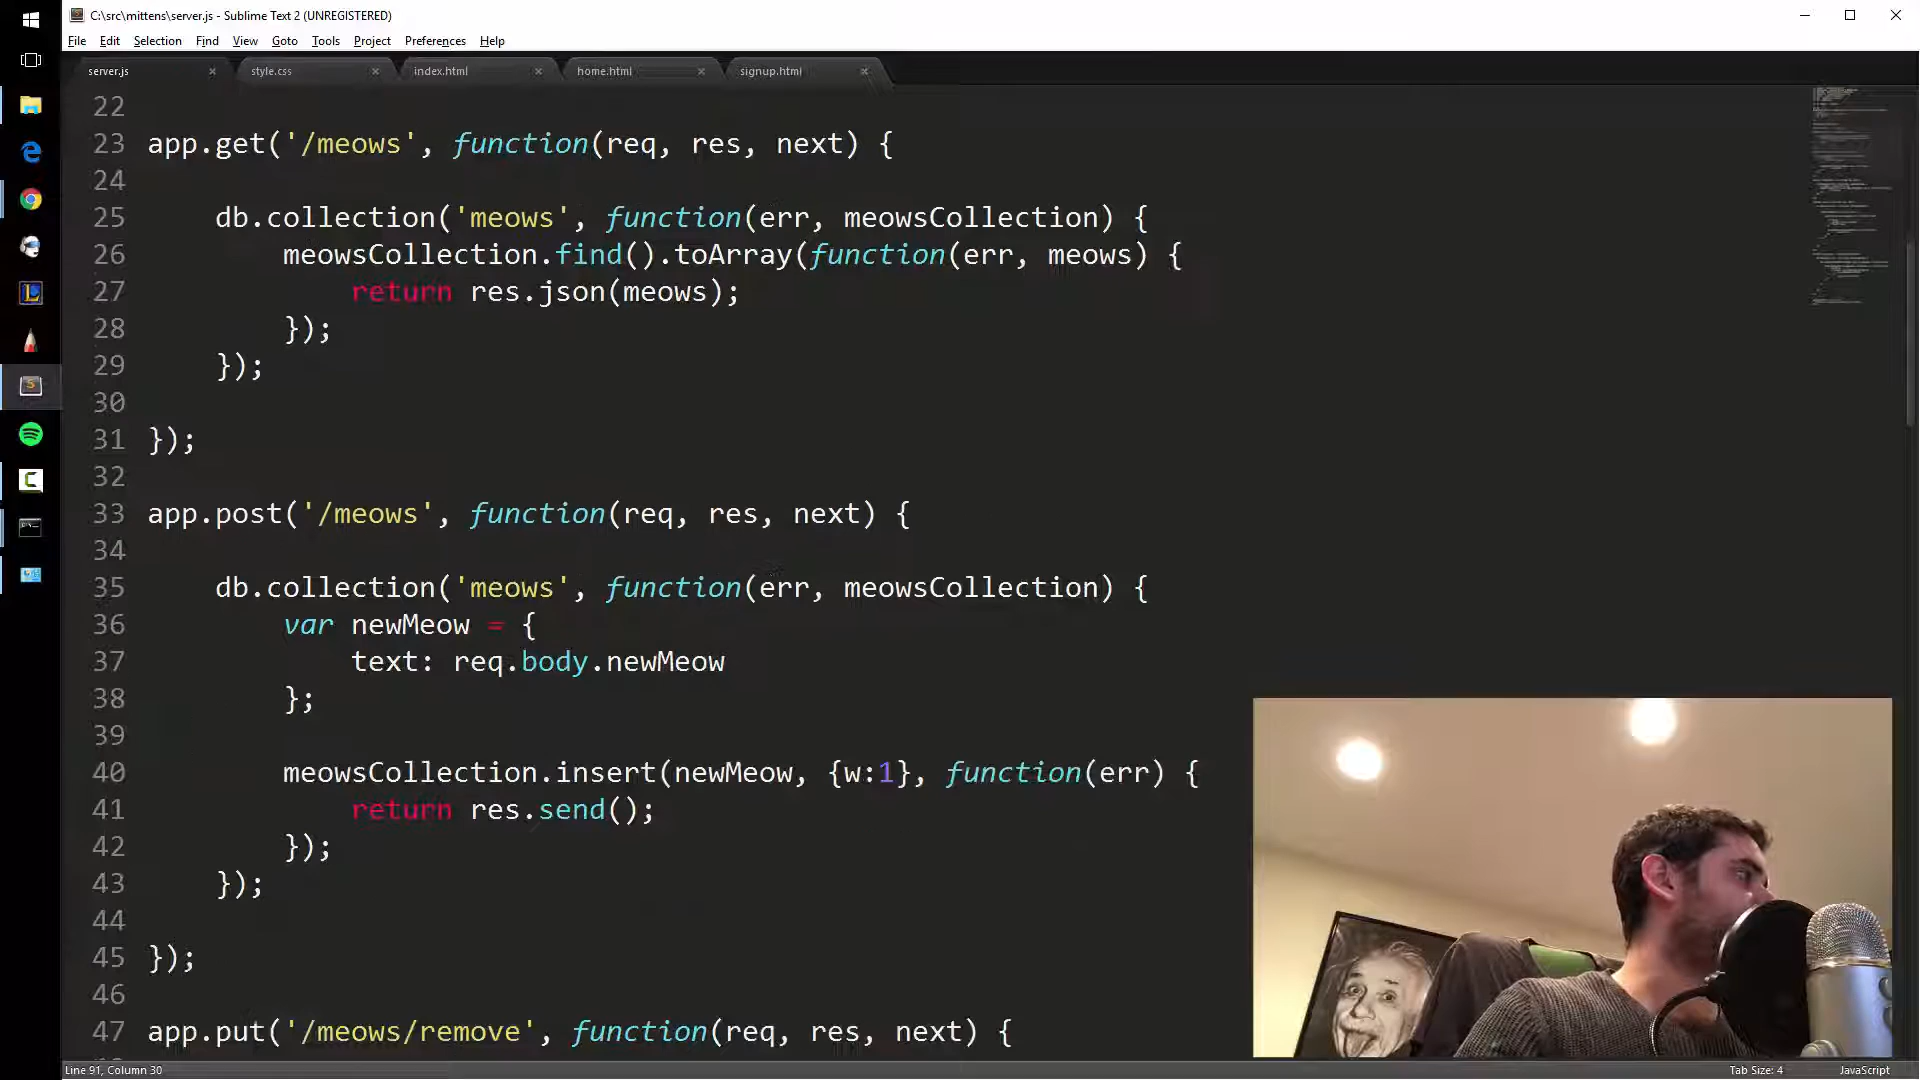 C:\src\mittens\server.js - Sublime Text 2 (UNREGISTERED)
File Edit Selection Find View Goto Tools Project Preferences Help
server.js style.css index.html home.html signup.html
22
23 app.get('/meows', function(req, res, next) {
24
25 db.collection('meows', function(err, meowsCollection) {
26 meowsCollection.find().toArray(function(err, meows) {
27 return res.json(meows);
28 });
29 });
30
31 });
32
33 app.post('/meows', function(req, res, next) {
34
35 db.collection('meows', function(err, meowsCollection) {
36 var newMeow = {
37 text: req.body.newMeow
38 };
39
40 meowsCollection.insert(newMeow, {w:1}, function(err) {
41 return res.send();
42 });
43 });
44
45 });
46
47 app.put('/meows/remove', function(req, res, next) {
Line 91, Column 30 Tab Size: 4 JavaScript